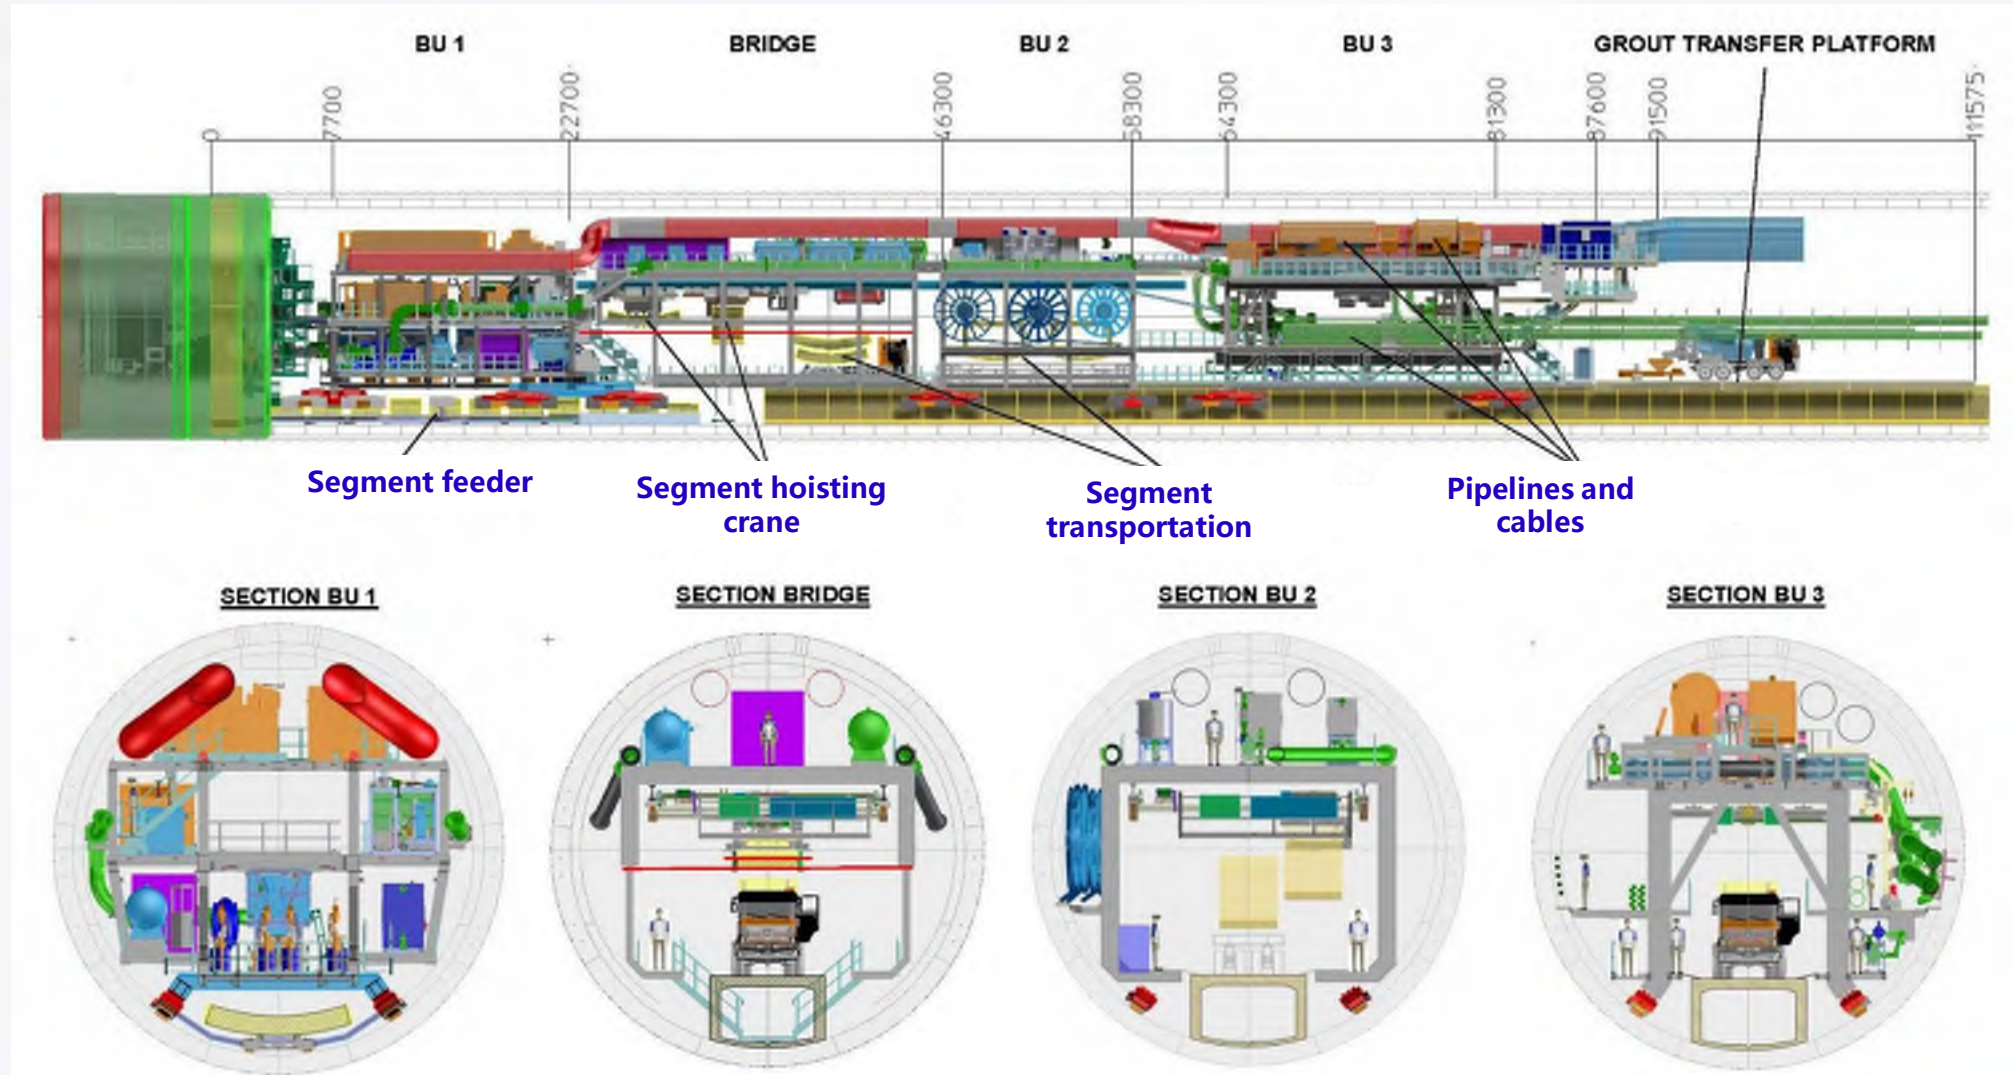 BU 1
BRIDGE
BU 2
BU 3
GROUT TRANSFER PLATFORM
0
7700
22700
46300
58300
64300
81300
87600
91500
111575
Segment feeder
Segment hoisting
crane
Segment
transportation
Pipelines and
cables
SECTION BU 1
SECTION BRIDGE
SECTION BU 2
SECTION BU 3